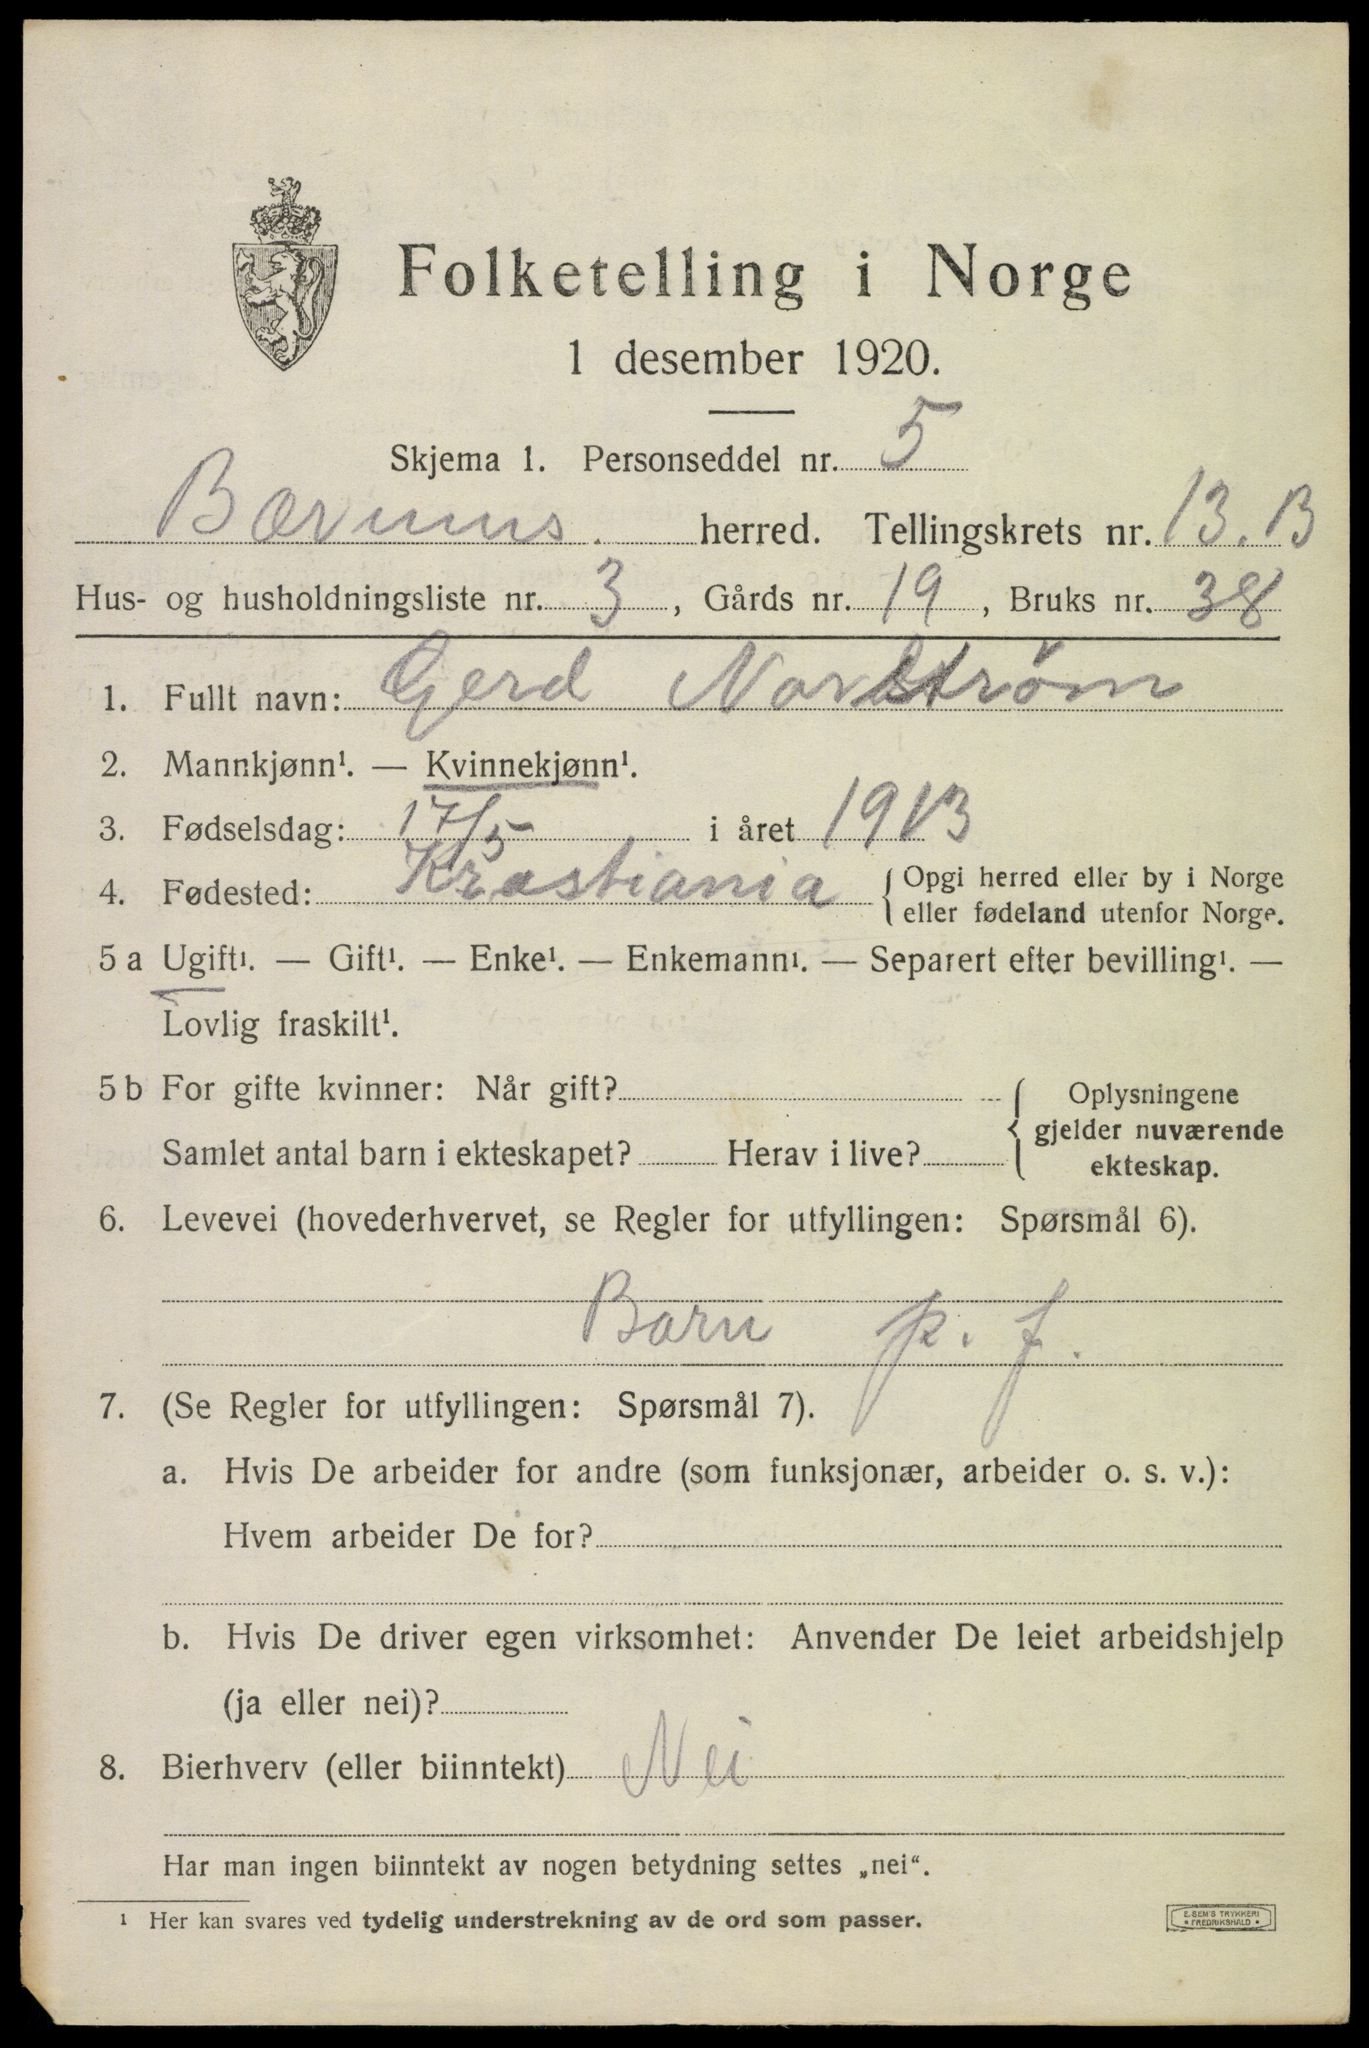 Folketelling i Norge
1 desember 1920.
Skjema 1. Personseddel nr. 5
Bærums herred. Tellingskrets nr. 13. B
Hus- og husholdningsliste nr. 3, Gårds nr. 19, Bruks nr. 38
1. Fullt navn: Gerd Nordstrøm
2. Mannkjønn¹. — Kvinnekjønn¹.
3. Fødselsdag: 17/5 i året 1913
4. Fødested: Krastiania { Opgi herred eller by i Norge
eller fødeland utenfor Norge.
5 a Ugift¹. — Gift¹. — Enke¹. — Enkemann¹. — Separert efter bevilling¹. —
Lovlig fraskilt¹.
5 b For gifte kvinner: Når gift? { Oplysningene
gjelder nuværende
Samlet antal barn i ekteskapet? Herav i live? ekteskap.
6. Levevei (hovederhvervet, se Regler for utfyllingen: Spørsmål 6).
Barn p. f.
7. (Se Regler for utfyllingen: Spørsmål 7).
a. Hvis De arbeider for andre (som funksjonær, arbeider o. s. v.):
Hvem arbeider De for?
b. Hvis De driver egen virksomhet: Anvender De leiet arbeidshjelp
(ja eller nei)?
8. Bierhverv (eller biinntekt) Nei
Har man ingen biinntekt av nogen betydning settes „nei“.
¹ Her kan svares ved tydelig understrekning av de ord som passer.
E. SEM'S TRYKKERI
* FREDRIKSHALD *